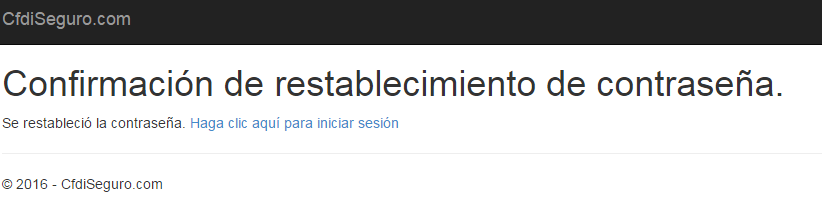 CfdiSeguro.com
Confirmación de restablecimiento de contraseña.
Se restableció la contraseña. Haga clic aquí para iniciar sesión
© 2016 - CfdiSeguro.com